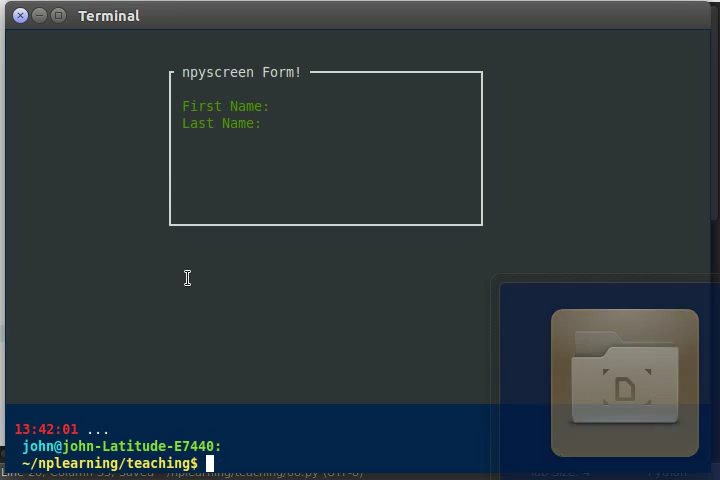 Terminal
npyscreen Form!
First Name:
Last Name:
13:42:01 ...
john@john-Latitude-E7440:
~/nplearning/teaching$